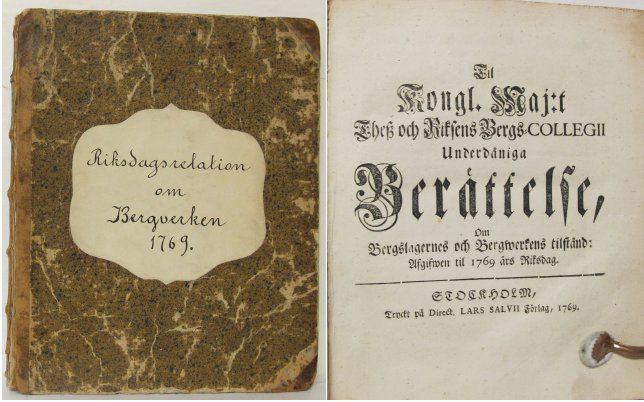 Riksdagsrelation
om
Bergverken
1769.
Til
Kongl. Maj:t
Theß och Riksens Bergs-COLLEGII
Underdåniga
Berättelse,
Om
Bergslagernes och Bergwerkens tilstånd:
Afgifwen til 1769 års Riksdag.
STOCKHOLM,
Tryckt på Direct. LARS SALVII Förlag, 1769.